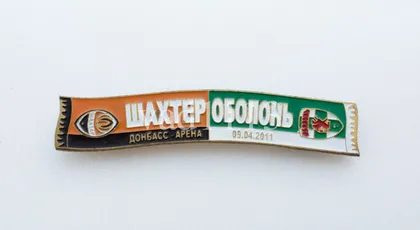 ШАХТЕР ОБОЛОНЬ
ДОНБАСС - АРЕНА 09.04.2011